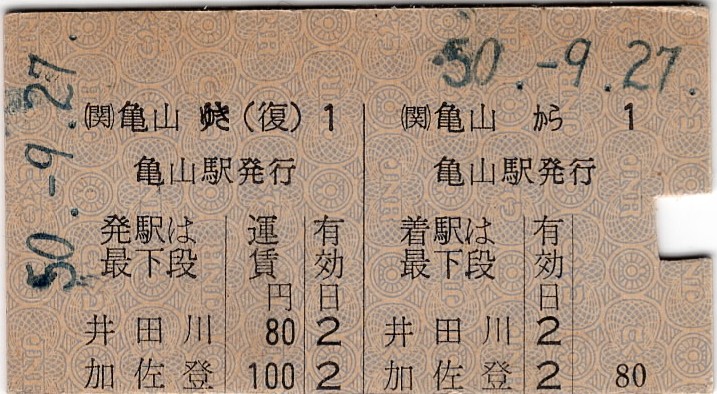 50.-9.27.
50.-9.27.
㊕亀山ゆき(復)1
亀山駅発行
発駅は最下段
運賃円
有効日
井田川 80 2
加佐登 100 2
(関)亀山から 1
亀山駅発行
着駅は最下段
有効日
井田川 2
加佐登 2 80